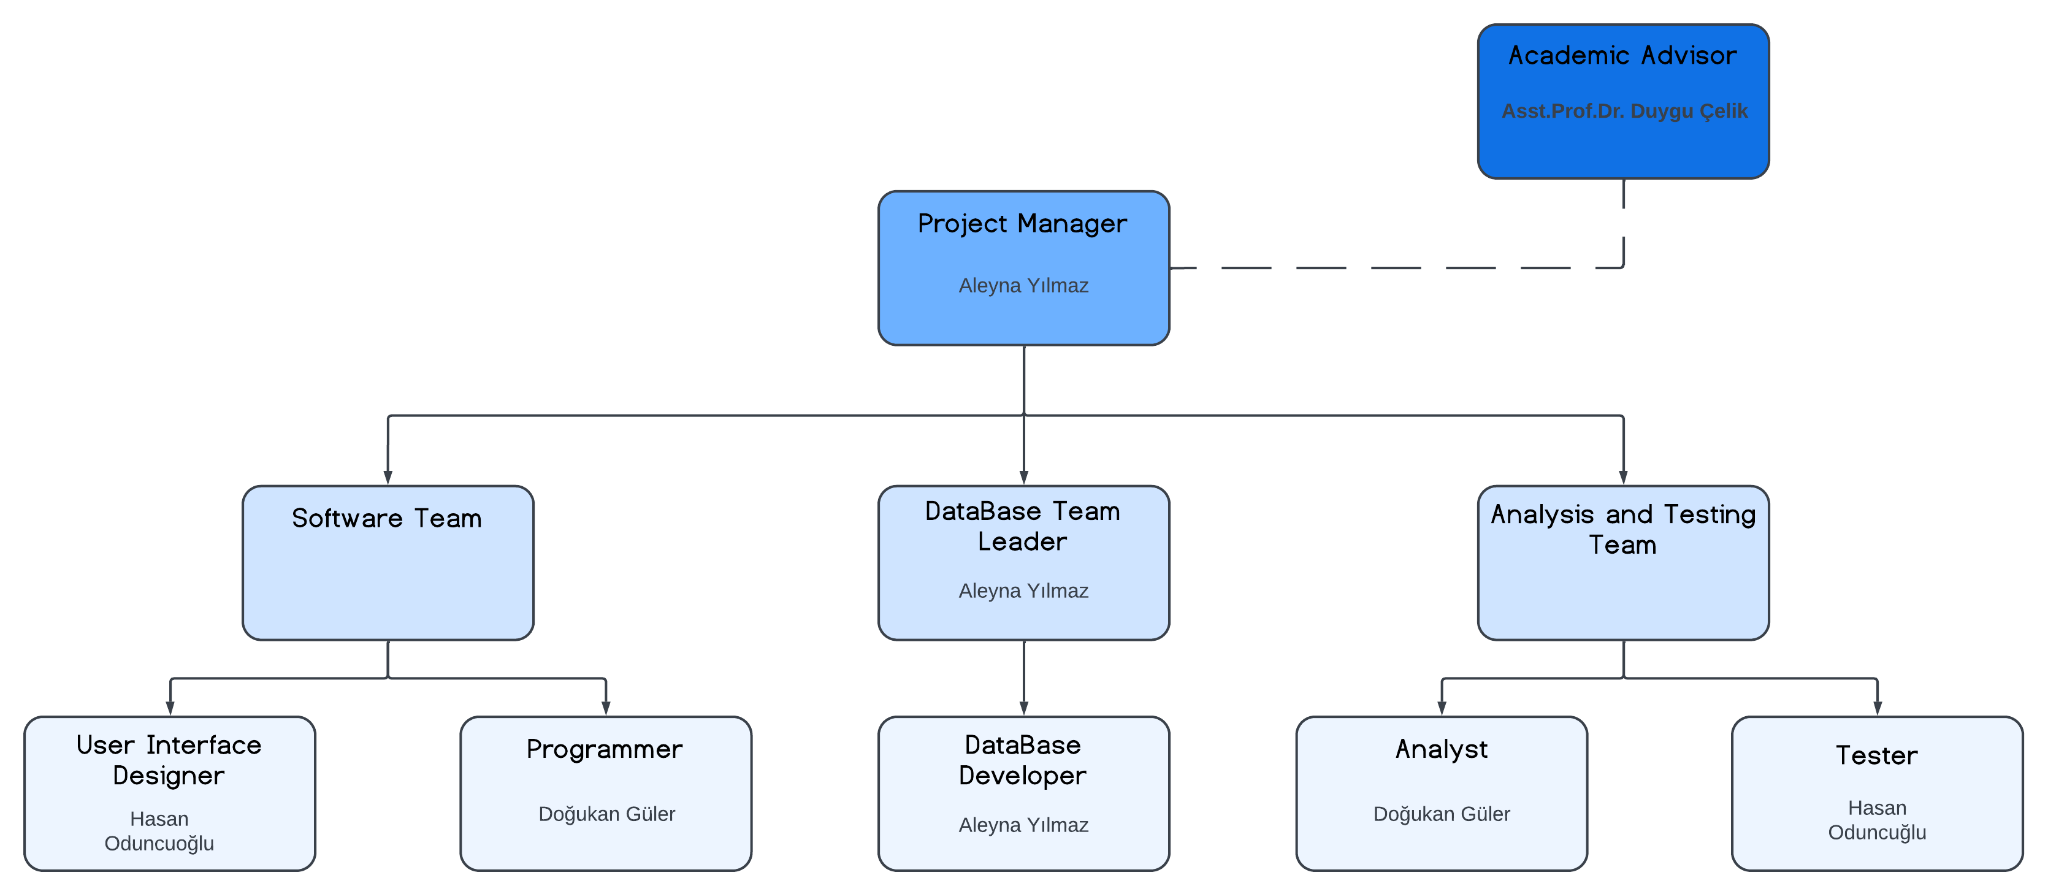 Academic Advisor
Asst.Prof.Dr. Duygu Çelik
Project Manager
Aleyna Yılmaz
Software Team
DataBase Team
Leader
Aleyna Yılmaz
Analysis and Testing
Team
User Interface
Designer
Hasan
Oduncuoğlu
Programmer
Doğukan Güler
DataBase
Developer
Aleyna Yılmaz
Analyst
Doğukan Güler
Tester
Hasan
Oduncuğlu